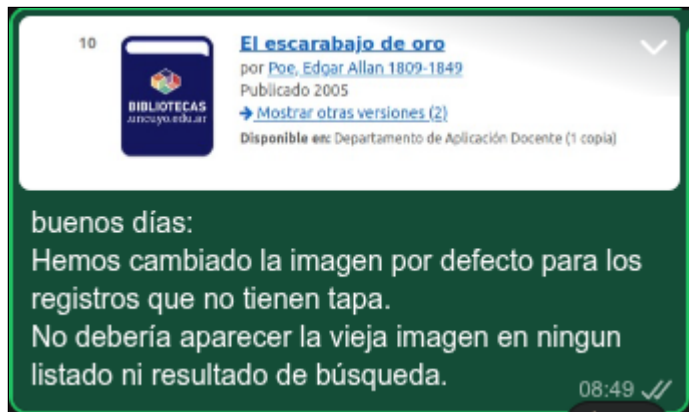 10
El escarabajo de oro
por Poe, Edgar Allan 1809-1849
Publicado 2005
→ Mostrar otras versiones (2)
Disponible en: Departamento de Aplicación Docente (1 copia)
BIBLIOTECAS
.uncuyo.edu.ar
buenos días:
Hemos cambiado la imagen por defecto para los
registros que no tienen tapa.
No debería aparecer la vieja imagen en ningun
listado ni resultado de búsqueda.
08:49